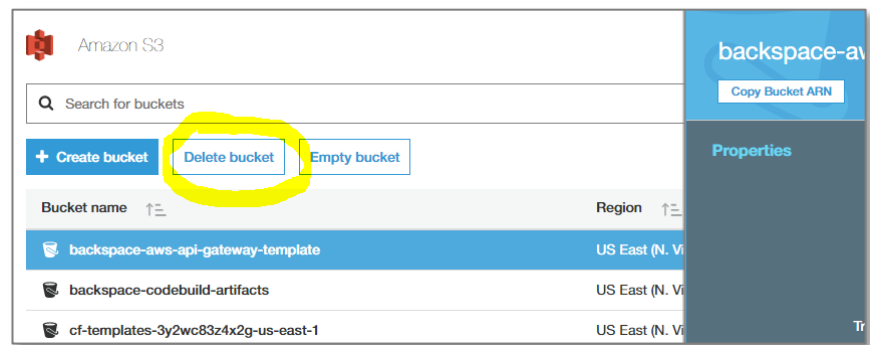 Amazon S3
Search for buckets
+ Create bucket
Delete bucket
Empty bucket
Bucket name
Region
backspace-aws-api-gateway-template
US East (N. Vi
backspace-codebuild-artifacts
US East (N. Vi
cf-templates-3y2wc83z4x2g-us-east-1
US East (N. Vi
backspace-aw
Copy Bucket ARN
Properties
Tr